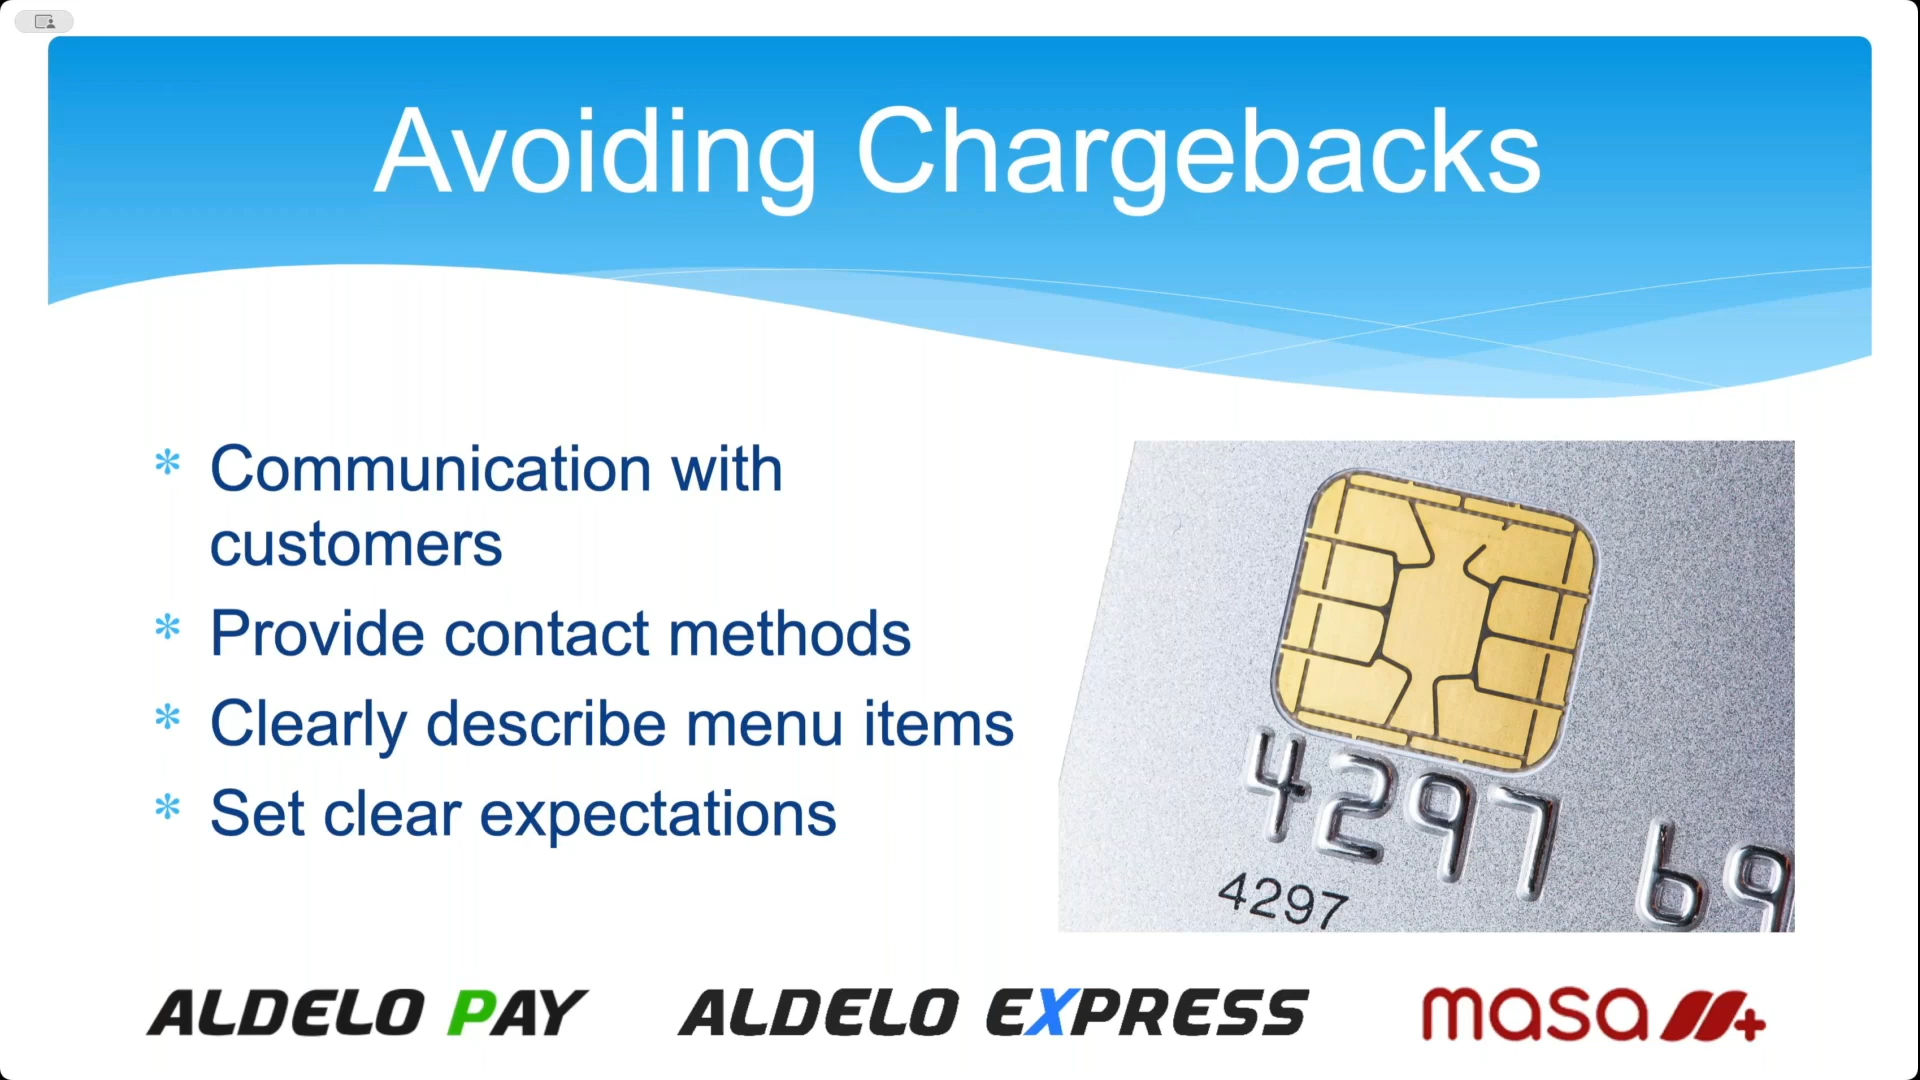 Avoiding Chargebacks
* Communication with
customers
* Provide contact methods
* Clearly describe menu items
* Set clear expectations
4297 69
4297
ALDELO PAY
ALDELO EXPRESS
masa